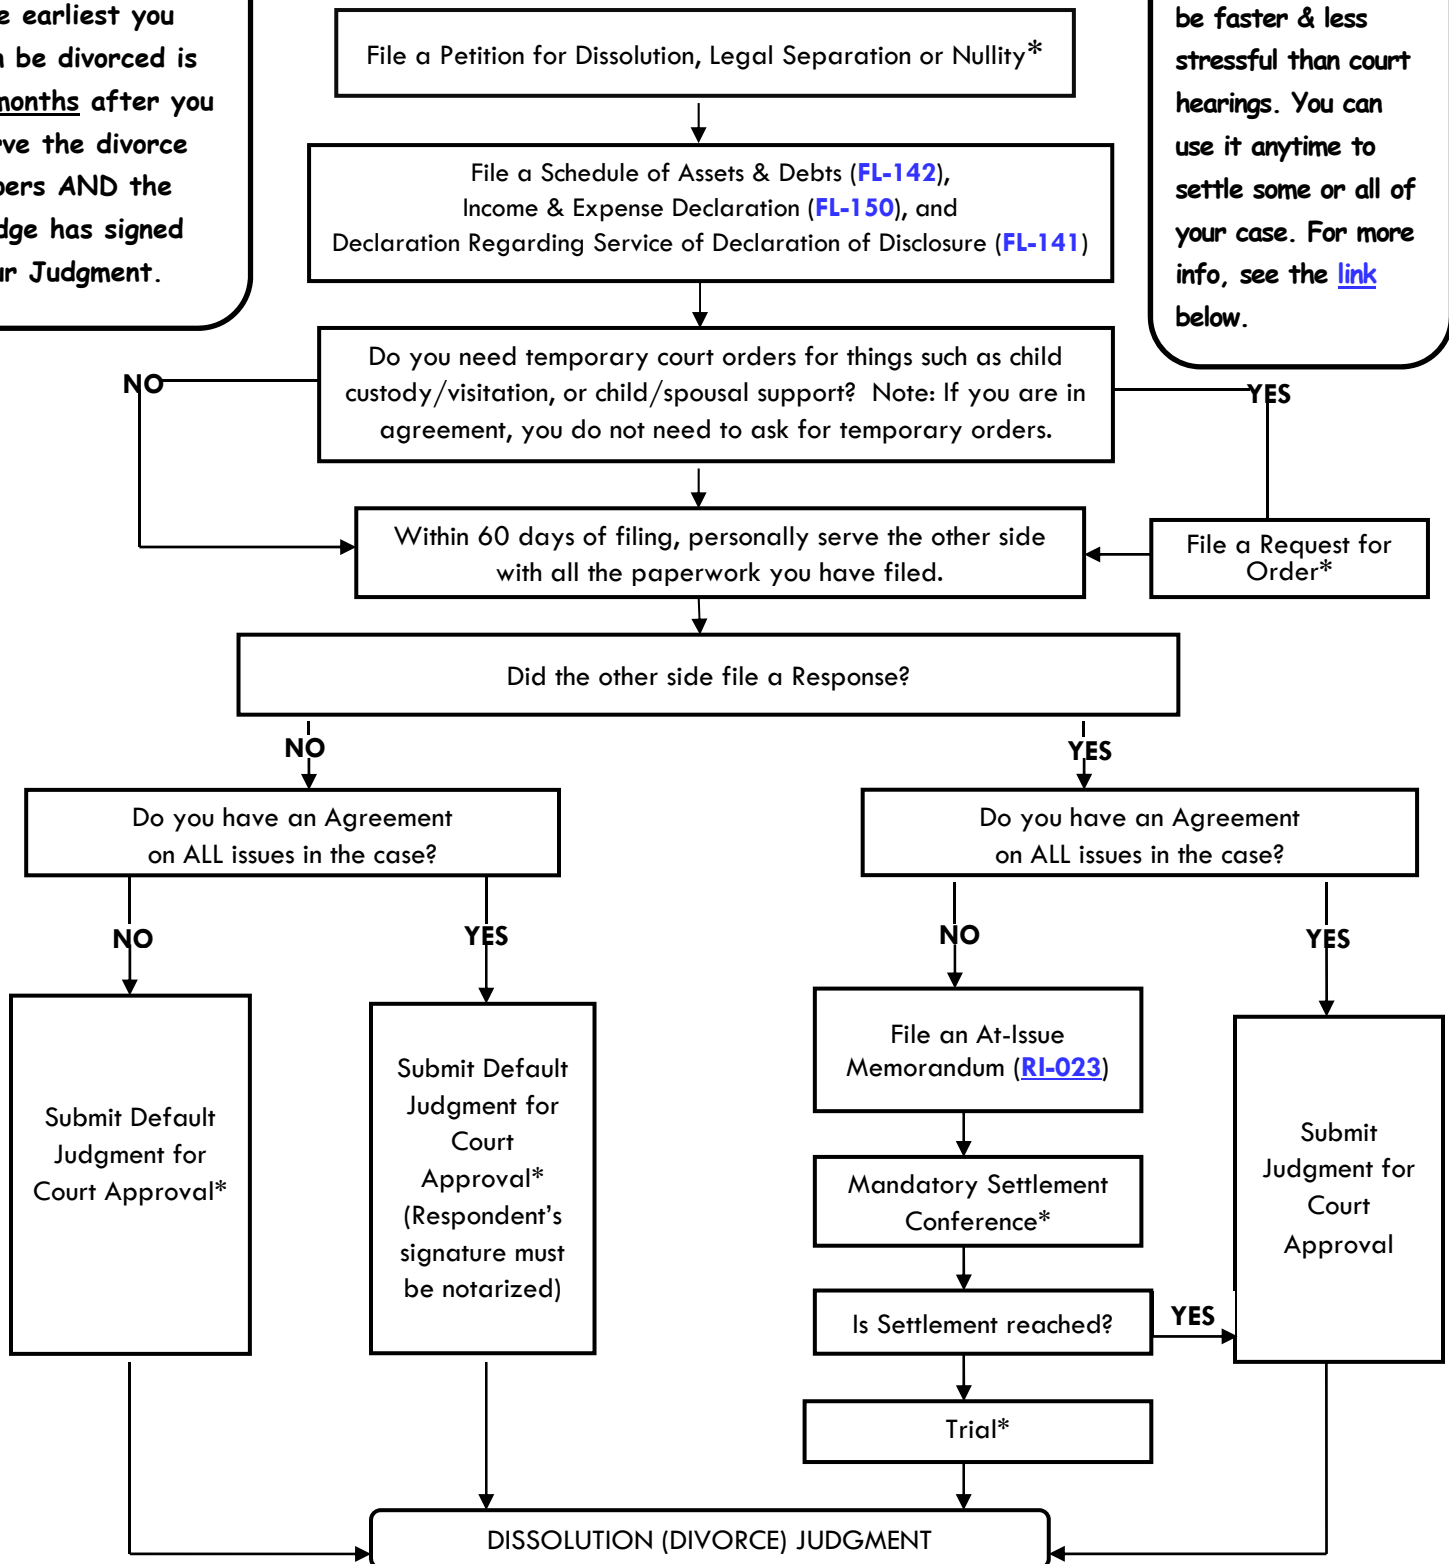 earliest you
be divorced is
months after you
the divorce
AND the
has signed
Judgment.
File a Petition for Dissolution, Legal Separation or Nullity*
be faster & less
stressful than court
hearings. You can
use it anytime to
settle some or all of
your case. For more
info, see the link
below.
File a Schedule of Assets & Debts (FL-142),
Income & Expense Declaration (FL-150), and
Declaration Regarding Service of Declaration of Disclosure (FL-141)
Do you need temporary court orders for things such as child
custody/visitation, or child/spousal support? Note: If you are in
agreement, you do not need to ask for temporary orders.
NO
YES
Within 60 days of filing, personally serve the other side
with all the paperwork you have filed.
File a Request for
Order*
Did the other side file a Response?
NO
YES
Do you have an Agreement
on ALL issues in the case?
Do you have an Agreement
on ALL issues in the case?
NO
YES
NO
YES
Submit Default
Judgment for
Court Approval*
Submit Default
Judgment for
Court
Approval*
(Respondent's
signature must
be notarized)
File an At-Issue
Memorandum (RI-023)
Mandatory Settlement
Conference*
Is Settlement reached?
YES
Trial*
Submit
Judgment for
Court
Approval
DISSOLUTION (DIVORCE) JUDGMENT